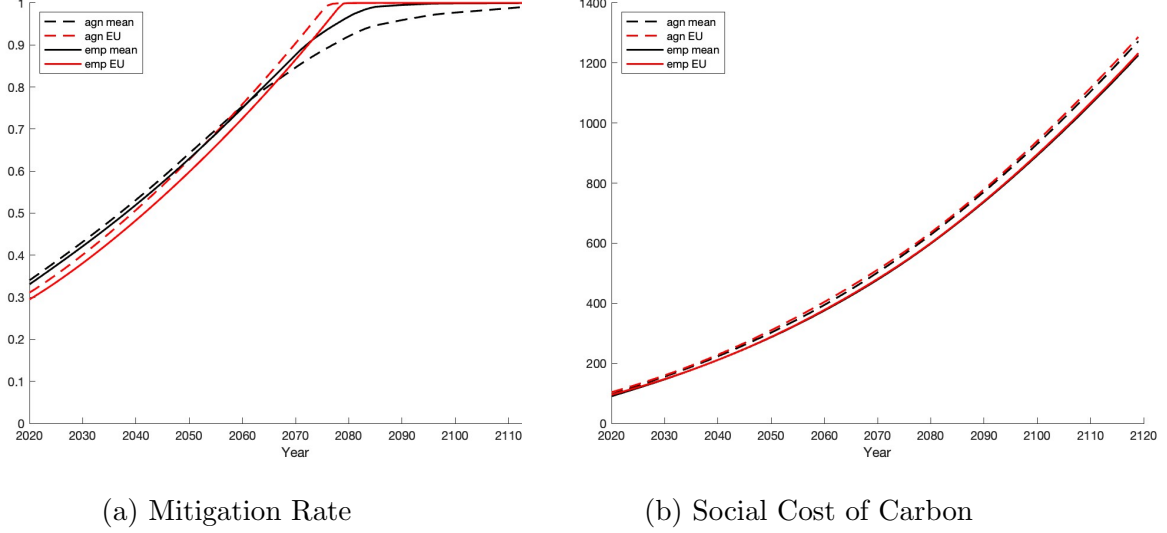 1
0.9
0.8
0.7
0.6
0.5
0.4
0.3
0.2
0.1
0
2020 2030 2040 2050 2060 2070 2080 2090 2100 2110
Year
agn mean
agn EU
emp mean
emp EU
(a) Mitigation Rate
1400
1200
1000
800
600
400
200
0
2020 2030 2040 2050 2060 2070 2080 2090 2100 2110 2120
Year
agn mean
agn EU
emp mean
emp EU
(b) Social Cost of Carbon